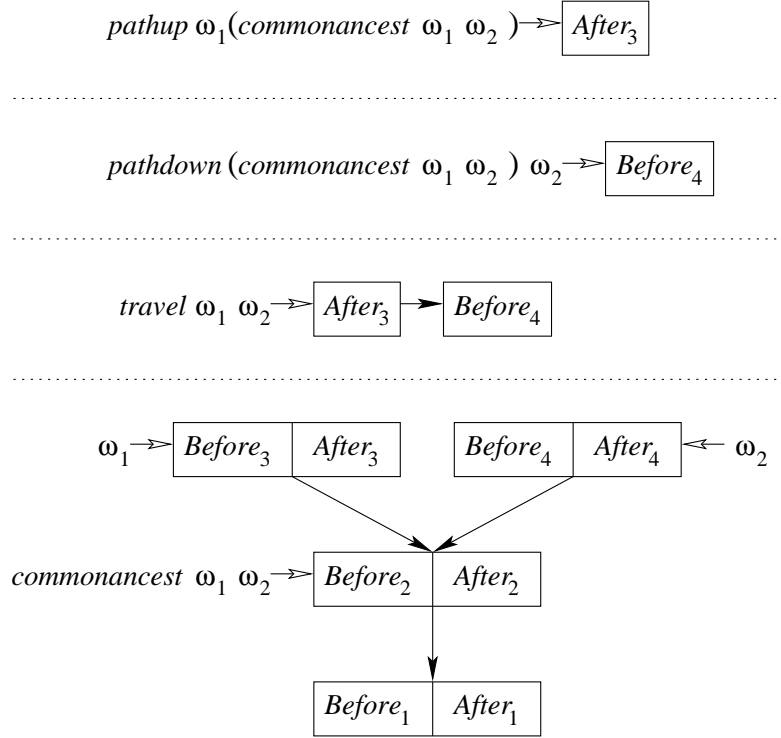 pathup ω₁(commonancest ω₁ ω₂ ) After₃
pathdown (commonancest ω₁ ω₂ ) ω₂ Before₄
travel ω₁ ω₂ After₃ Before₄
ω₁ Before₃ After₃ Before₄ After₄ ω₂
commonancest ω₁ ω₂ Before₂ After₂
Before₁ After₁